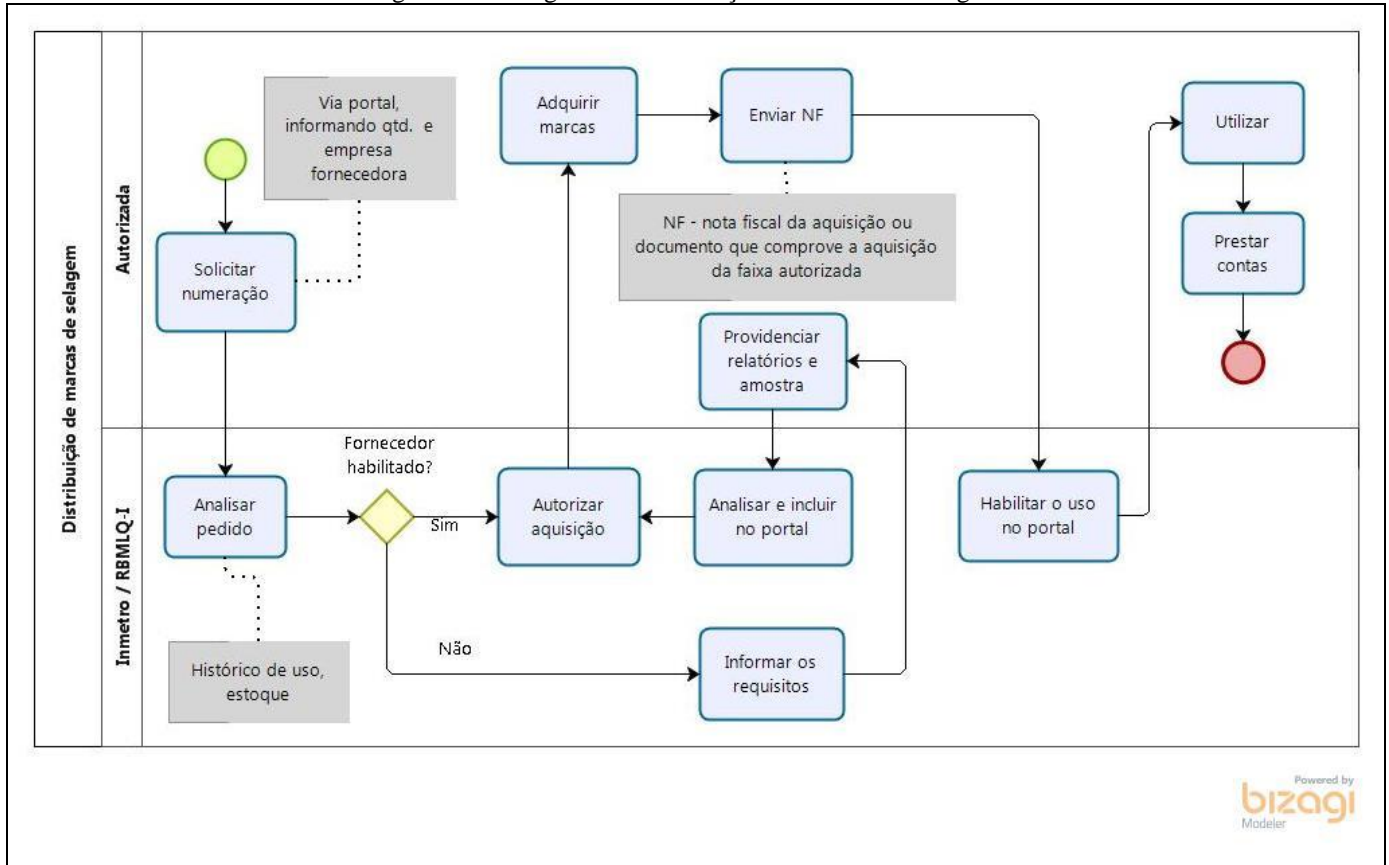 Distribuição de marcas de selagem
Autorizada
Via portal,
informando qtd. e
empresa
fornecedora
Solicitar
numeração
Adquirir
marcas
Enviar NF
NF - nota fiscal da aquisição ou
documento que comprove a aquisição
da faixa autorizada
Providenciar
relatórios e
amostra
Utilizar
Prestar
contas
Inmetro / RBMLQ-I
Analisar
pedido
Histórico de uso,
estoque
Fornecedor
habilitado?
Sim
Não
Autorizar
aquisição
Analisar e incluir
no portal
Informar os
requisitos
Habilitar o uso
no portal
Powered by
bizagi
Modeler